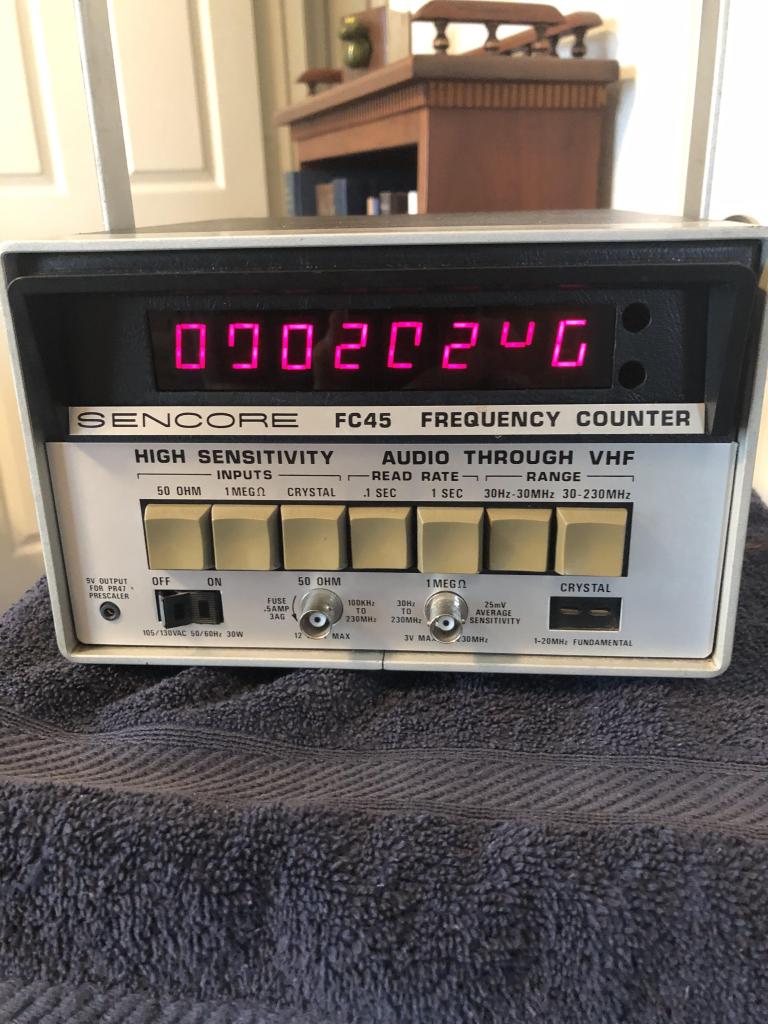 SENCORE FC45 FREQUENCY COUNTER
HIGH SENSITIVITY AUDIO THROUGH VHF
INPUTS READ RATE RANGE
50 OHM 1MEGΩ CRYSTAL .1 SEC 1 SEC 30Hz-30MHz 30-230MHz
9V OUTPUT
FOR PR47
PRESCALER
OFF ON
105/130VAC 50/60Hz 30W
50 OHM
FUSE
.5AMP
3AG
100KHz
TO
230MHz
12 MAX
1MEGΩ
30Hz
TO
230MHz
25mV
AVERAGE
SENSITIVITY
3V MAX 30MHz
CRYSTAL
1-20MHz FUNDAMENTAL